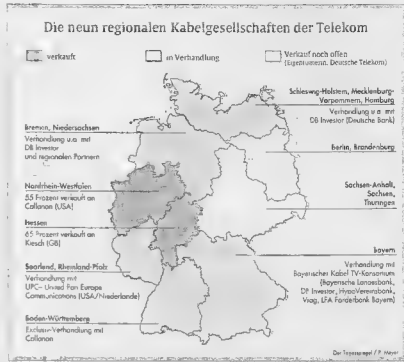 Die neun regionalen Kabelgesellschaften der Telekom
verkauft
in Verhandlung
Verkauf noch offen
(Eigentümerin: Deutsche Telekom)
Schleswig-Holstein, Mecklenburg-
Vorpommern, Hamburg
Verhandlung u.a. mit
DB Investor (Deutsche Bank)
Bremen, Niedersachsen
Verhandlung u.a. mit
DB Investor
und regionalen Partnern
Berlin, Brandenburg
Nordrhein-Westfalen
55 Prozent verkauft an
Callahan (USA)
Sachsen-Anhalt,
Sachsen,
Thüringen
Hessen
65 Prozent verkauft an
Klesch (GB)
Bayern
Verhandlung mit
Bayerisches Kabel TV-Konsortium
(Bayerische Landesbank,
DB Investor, HypoVereinsbank,
Viag, LFA Förderbank Bayern)
Saarland, Rheinland-Pfalz
Verhandlung mit
UPC – United Pan Europe
Communications (USA/Niederlande)
Baden-Württemberg
Exclusiv-Verhandlung mit
Callahan
Der Tagesspiegel / P. Meyer